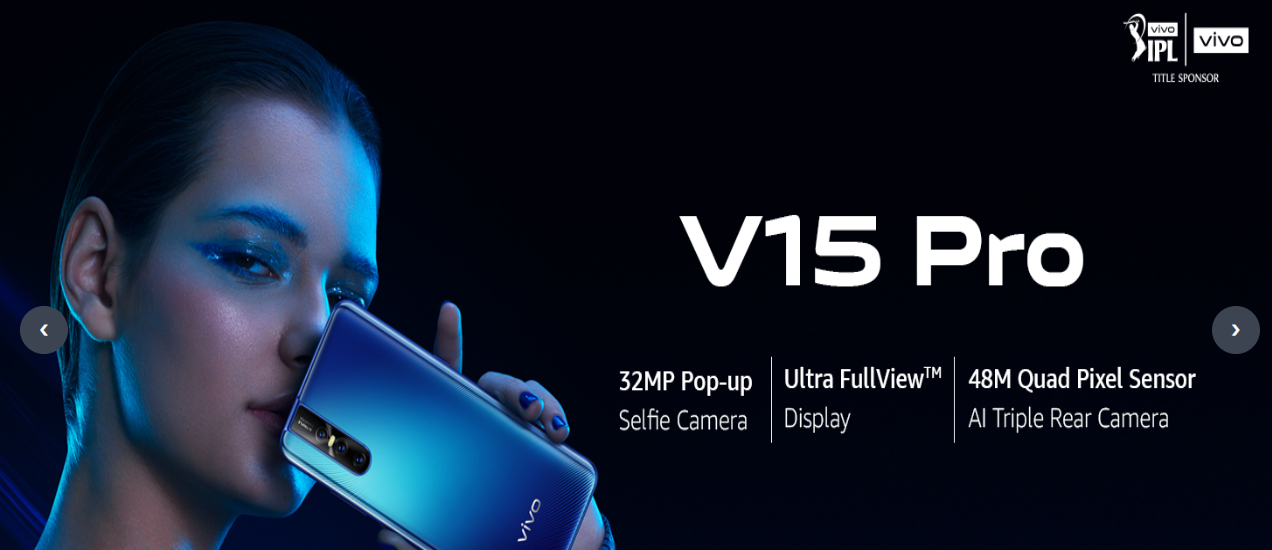 vivo
IPL
vivo
TITLE SPONSOR
V15 Pro
32MP Pop-up
Selfie Camera
Ultra FullView™
Display
48M Quad Pixel Sensor
AI Triple Rear Camera
vivo